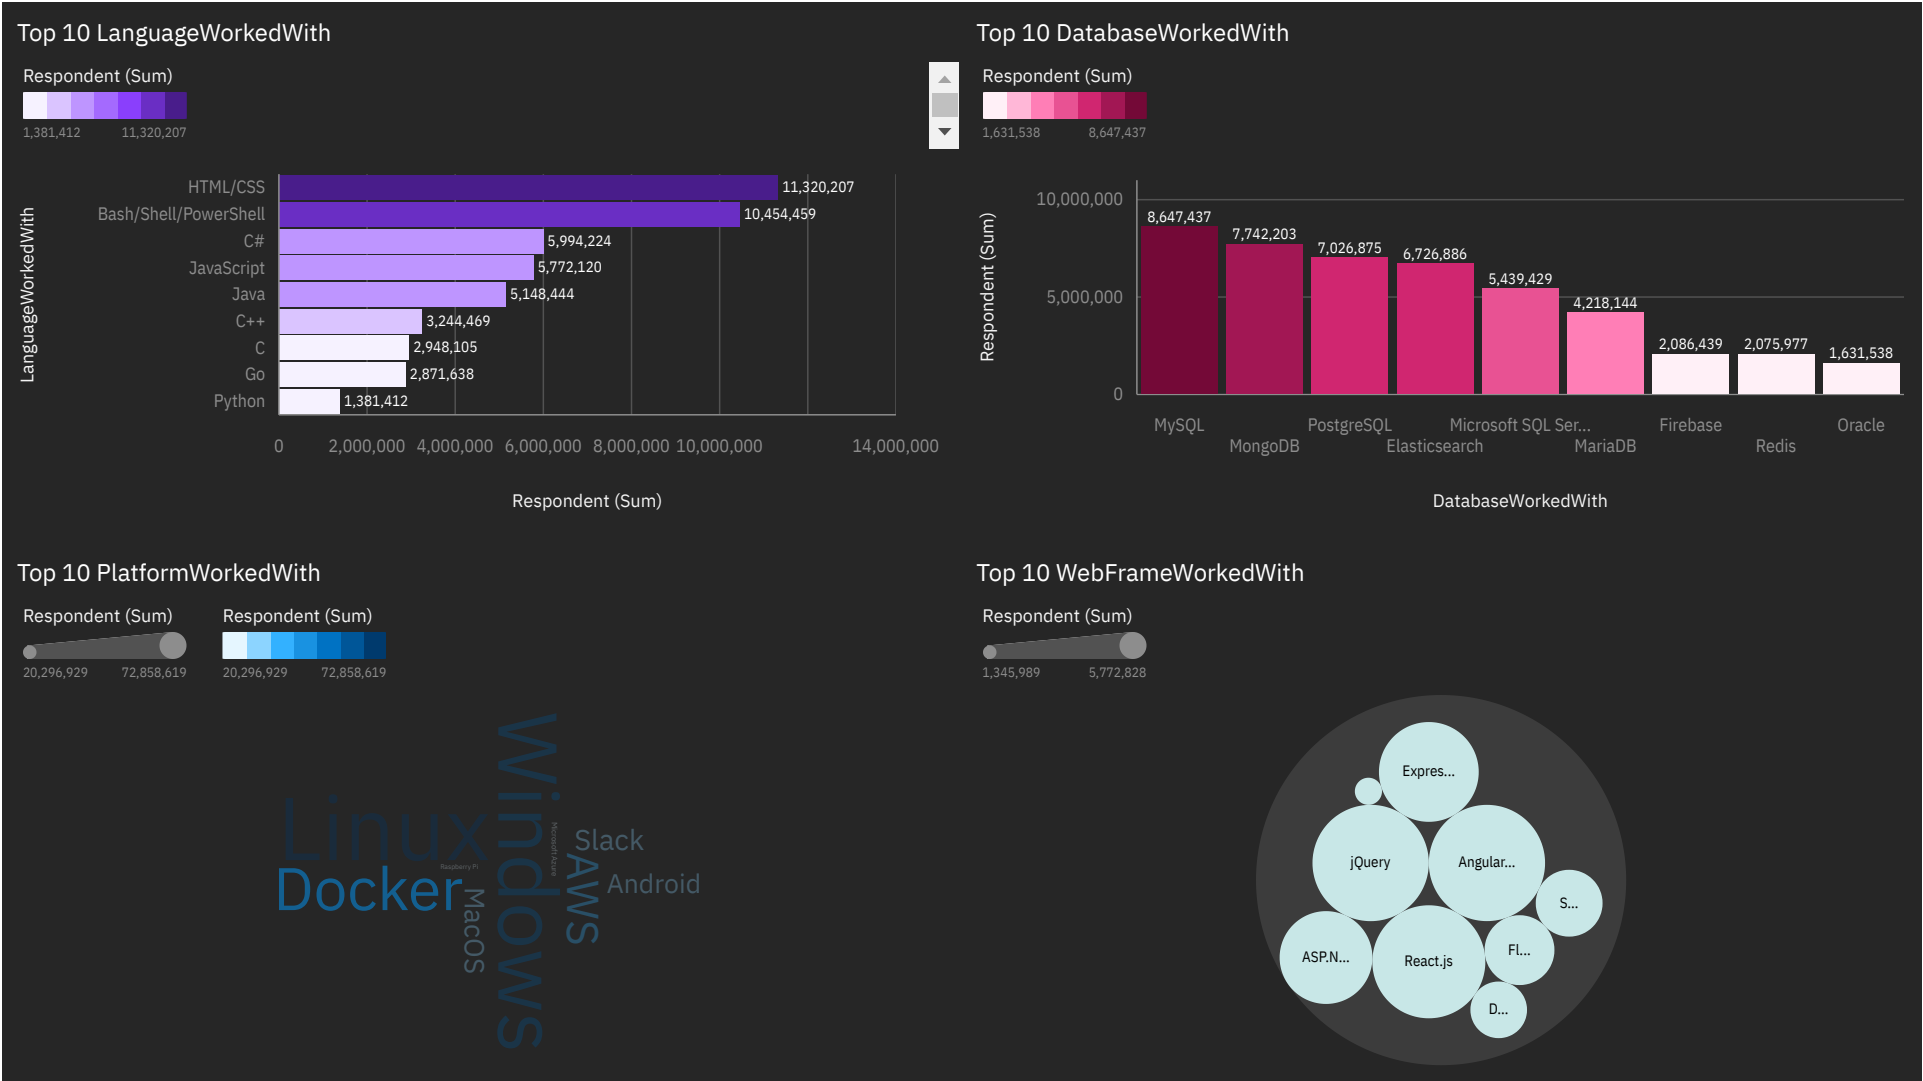 Top 10 LanguageWorkedWith
Respondent (Sum)
1,381,412 11,320,207
LanguageWorkedWith
HTML/CSS 11,320,207
Bash/Shell/PowerShell 10,454,459
C# 5,994,224
JavaScript 5,772,120
Java 5,148,444
C++ 3,244,469
C 2,948,105
Go 2,871,638
Python 1,381,412
0 2,000,000 4,000,000 6,000,000 8,000,000 10,000,000 14,000,000
Respondent (Sum)
Top 10 DatabaseWorkedWith
Respondent (Sum)
1,631,538 8,647,437
Respondent (Sum)
10,000,000
5,000,000
0
8,647,437
7,742,203
7,026,875
6,726,886
5,439,429
4,218,144
2,086,439
2,075,977
1,631,538
MySQL PostgreSQL Microsoft SQL Ser... Firebase Oracle
MongoDB Elasticsearch MariaDB Redis
DatabaseWorkedWith
Top 10 PlatformWorkedWith
Respondent (Sum) Respondent (Sum)
20,296,929 72,858,619 20,296,929 72,858,619
Linux
Windows
Microsoft Azure
Slack
Raspberry Pi
Docker
MacOS
AWS
Android
Top 10 WebFrameWorkedWith
Respondent (Sum)
1,345,989 5,772,828
Expres...
jQuery
Angular...
S...
Fl...
ASP.N...
React.js
D...